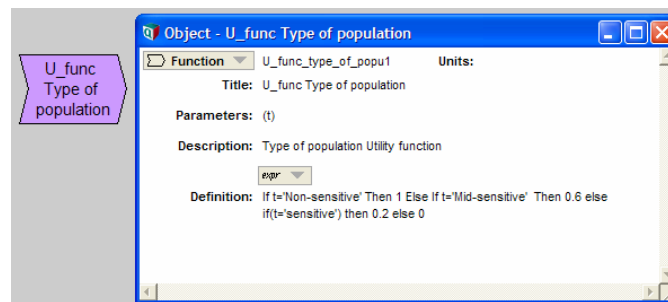 U_func
Type of
population
Object - U_func Type of population
Function U_func_type_of_popu1 Units:
Title: U_func Type of population
Parameters: (t)
Description: Type of population Utility function
expr
Definition: If t='Non-sensitive' Then 1 Else If t='Mid-sensitive' Then 0.6 else
if(t='sensitive') then 0.2 else 0